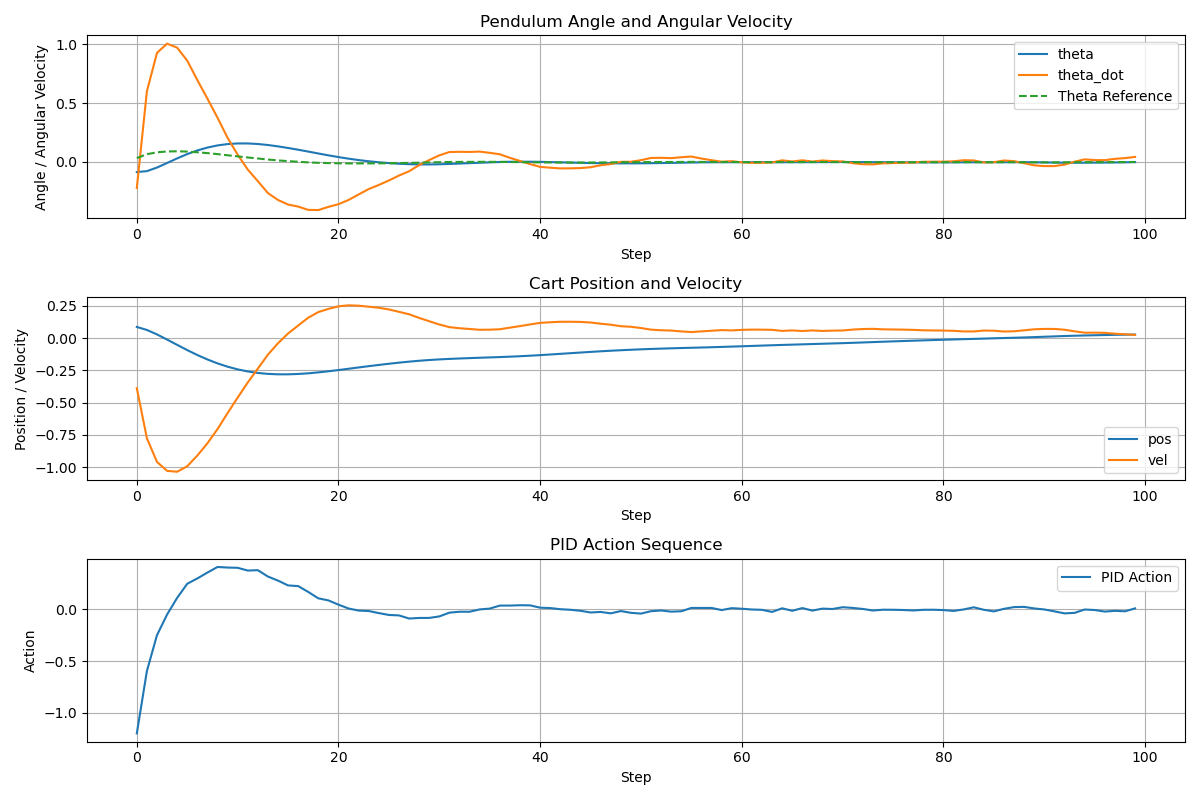 Pendulum Angle and Angular Velocity
Angle / Angular Velocity
1.0
0.5
0.0
theta
theta_dot
Theta Reference
0 20 40 60 80 100
Step
Cart Position and Velocity
Position / Velocity
0.25
0.00
−0.25
−0.50
−0.75
−1.00
pos
vel
0 20 40 60 80 100
Step
PID Action Sequence
Action
0.0
−0.5
−1.0
PID Action
0 20 40 60 80 100
Step